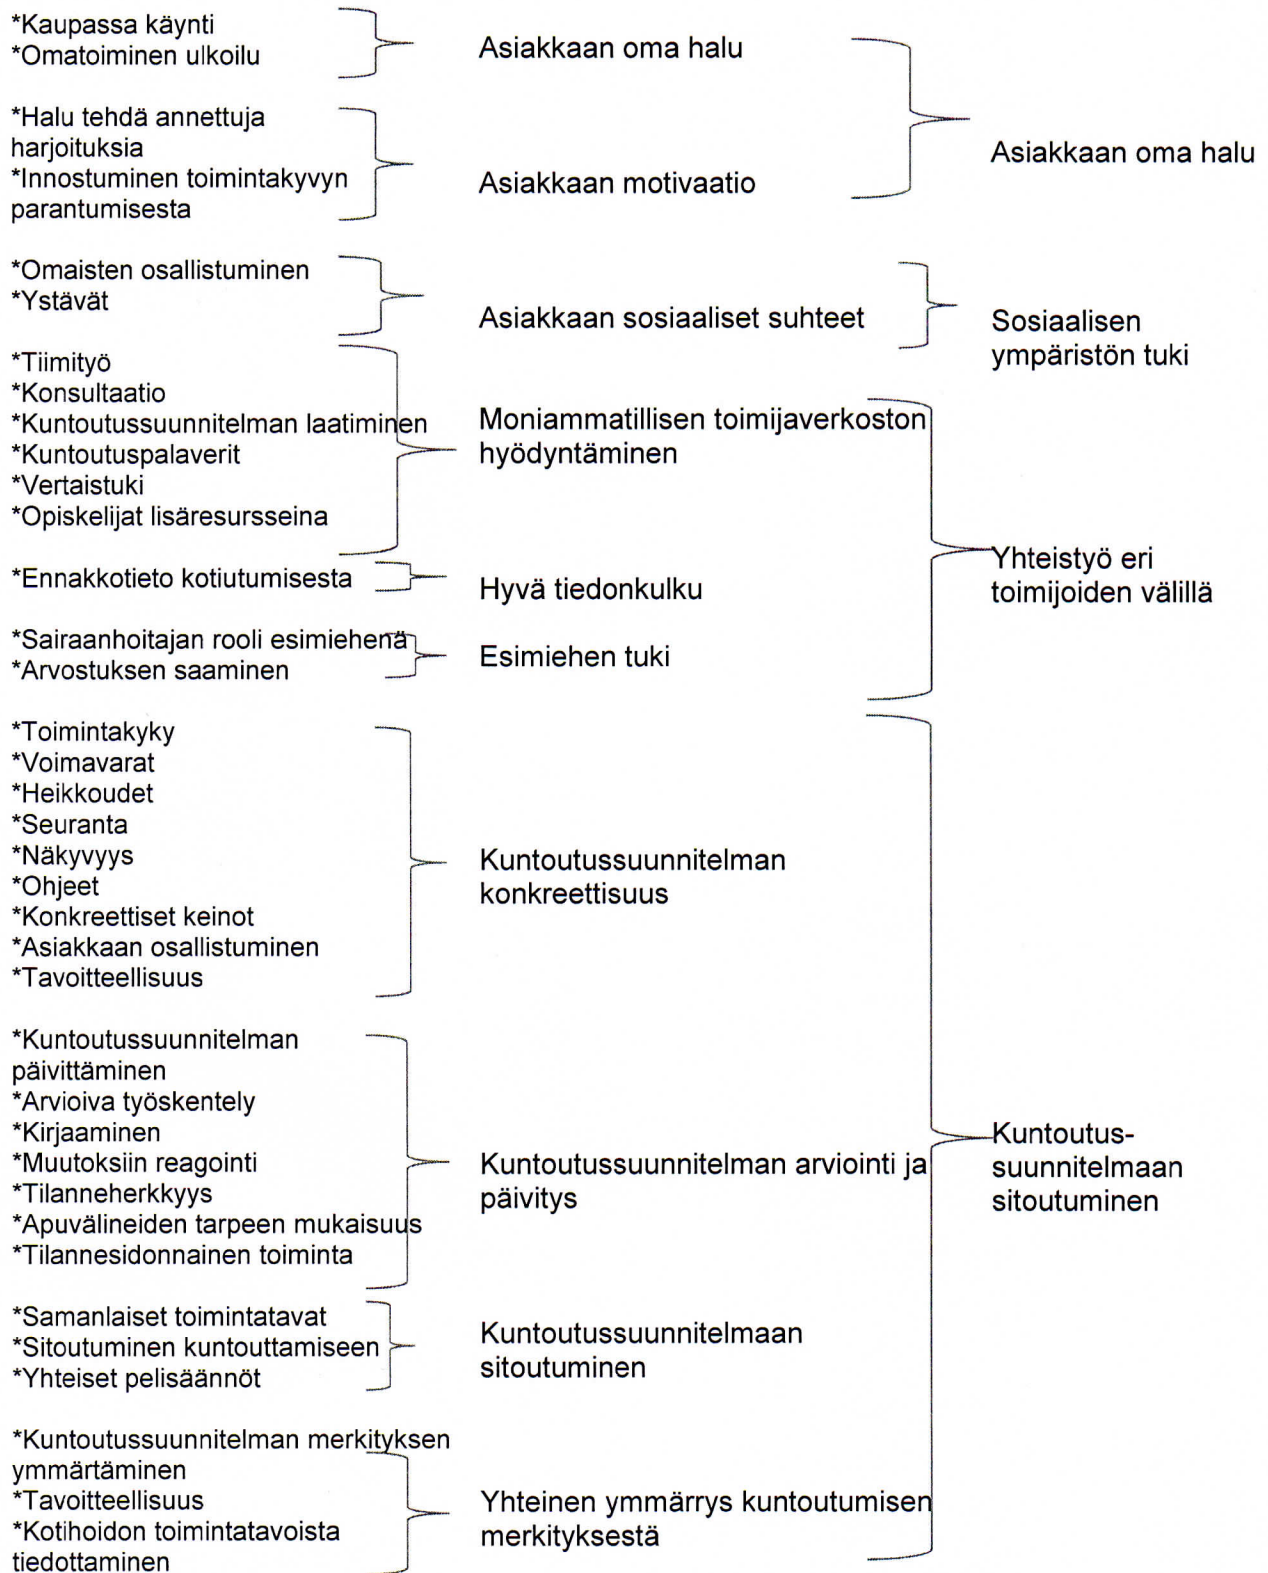 *Kaupassa käynti
*Omatoiminen ulkoilu
Asiakkaan oma halu
*Halu tehdä annettuja
harjoituksia
*Innostuminen toimintakyvyn
parantumisesta
Asiakkaan motivaatio
Asiakkaan oma halu
*Omaisten osallistuminen
*Ystävät
Asiakkaan sosiaaliset suhteet
Sosiaalisen
ympäristön tuki
*Tiimityö
*Konsultaatio
*Kuntoutussuunnitelman laatiminen
*Kuntoutuspalaverit
*Vertaistuki
*Opiskelijat lisäresursseina
Moniammatillisen toimijaverkoston
hyödyntäminen
*Ennakkotieto kotiutumisesta
Hyvä tiedonkulku
*Sairaanhoitajan rooli esimiehenä
*Arvostuksen saaminen
Esimiehen tuki
Yhteistyö eri
toimijoiden välillä
*Toimintakyky
*Voimavarat
*Heikkoudet
*Seuranta
*Näkyvyys
*Ohjeet
*Konkreettiset keinot
*Asiakkaan osallistuminen
*Tavoitteellisuus
Kuntoutussuunnitelman
konkreettisuus
*Kuntoutussuunnitelman
päivittäminen
*Arvioiva työskentely
*Kirjaaminen
*Muutoksiin reagointi
*Tilanneherkkyys
*Apuvälineiden tarpeen mukaisuus
*Tilannesidonnainen toiminta
Kuntoutussuunnitelman arviointi ja
päivitys
*Samanlaiset toimintatavat
*Sitoutuminen kuntouttamiseen
*Yhteiset pelisäännöt
Kuntoutussuunnitelmaan
sitoutuminen
*Kuntoutussuunnitelman merkityksen
ymmärtäminen
*Tavoitteellisuus
*Kotihoidon toimintatavoista
tiedottaminen
Yhteinen ymmärrys kuntoutumisen
merkityksestä
Kuntoutus-
suunnitelmaan
sitoutuminen